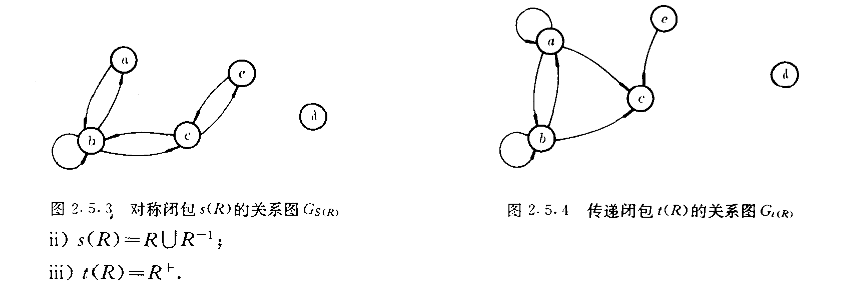 a
e
b
c
d
图 2.5.3 对称闭包 s(R)的关系图 G_{S(R)}
ii) s(R)=R∪R^{-1};
iii) t(R)=R^{+}.
e
a
d
c
b
图 2.5.4 传递闭包 t(R)的关系图 G_{t(R)}